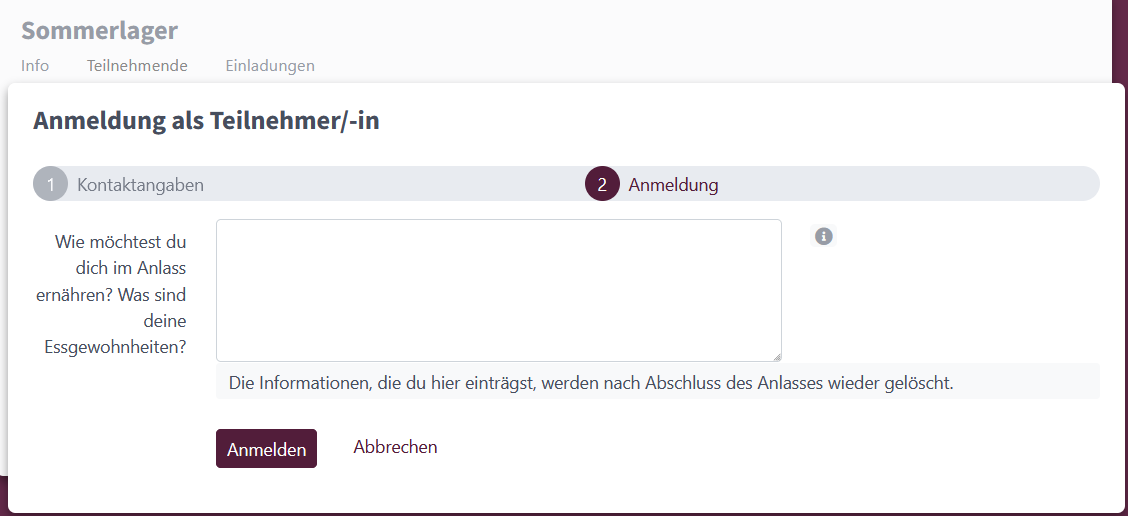 Sommerlager
Info Teilnehmende Einladungen
Anmeldung als Teilnehmer/-in
1 Kontaktangaben 2 Anmeldung
Wie möchtest du
dich im Anlass
ernähren? Was sind
deine
Essgewohnheiten?
Die Informationen, die du hier einträgst, werden nach Abschluss des Anlasses wieder gelöscht.
Anmelden Abbrechen